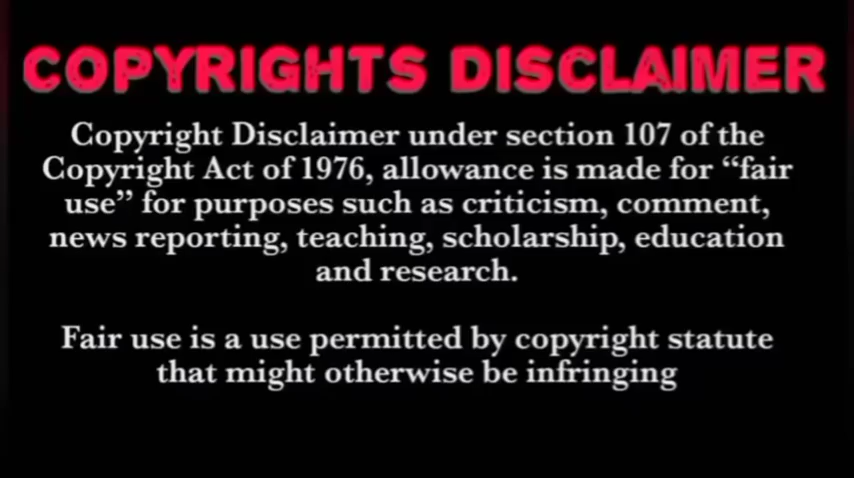 COPYRIGHTS DISCLAIMER
Copyright Disclaimer under section 107 of the
Copyright Act of 1976, allowance is made for “fair
use” for purposes such as criticism, comment,
news reporting, teaching, scholarship, education
and research.
Fair use is a use permitted by copyright statute
that might otherwise be infringing